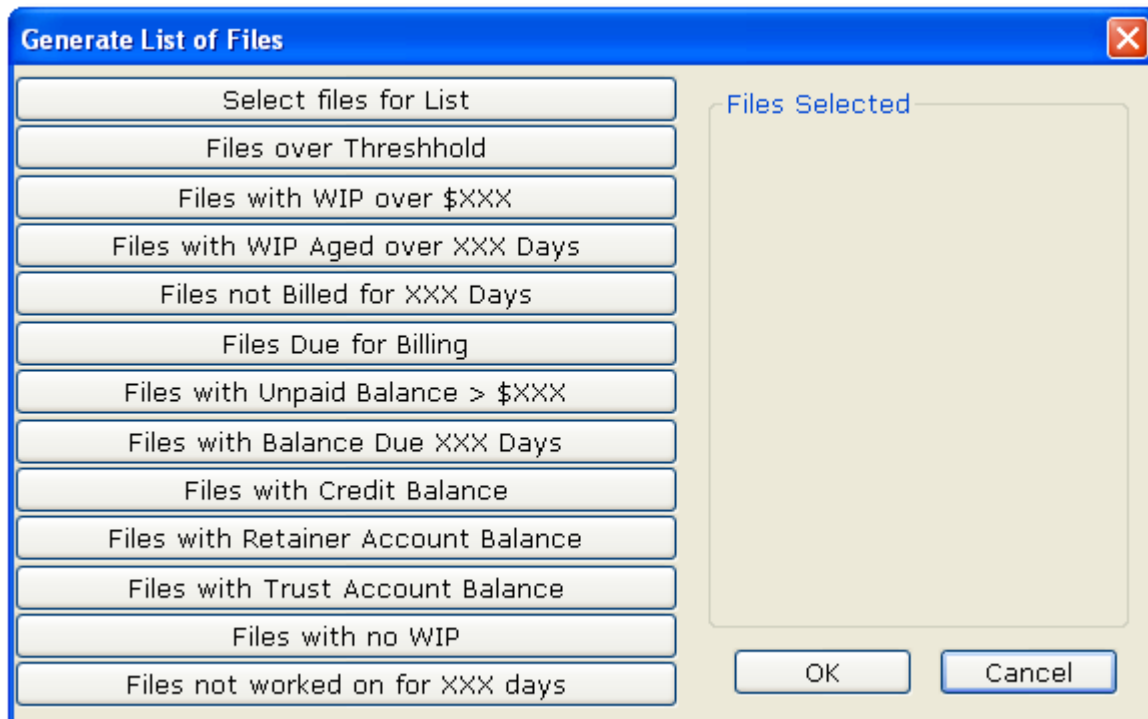 Generate List of Files
Select files for List
Files over Threshhold
Files with WIP over $XXX
Files with WIP Aged over XXX Days
Files not Billed for XXX Days
Files Due for Billing
Files with Unpaid Balance > $XXX
Files with Balance Due XXX Days
Files with Credit Balance
Files with Retainer Account Balance
Files with Trust Account Balance
Files with no WIP
Files not worked on for XXX days
Files Selected
OK
Cancel